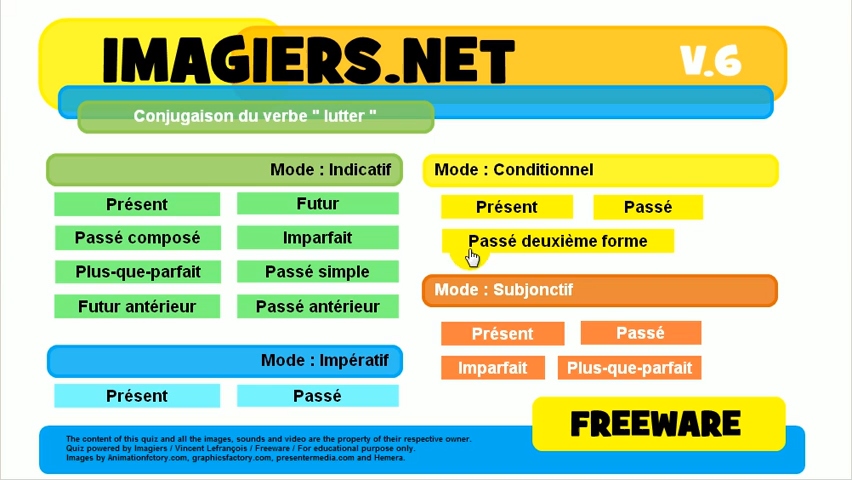 IMAGIERS.NET
V.6
Conjugaison du verbe " lutter "
Mode : Indicatif
Présent
Futur
Passé composé
Imparfait
Plus-que-parfait
Passé simple
Futur antérieur
Passé antérieur
Mode : Impératif
Présent
Passé
Mode : Conditionnel
Présent
Passé
Passé deuxième forme
Mode : Subjonctif
Présent
Passé
Imparfait
Plus-que-parfait
FREEWARE
The content of this quiz and all the images, sounds and video are the property of their respective owner.
Quiz powered by Imagiers / Vincent Lefrançois / Freeware / For educational purpose only.
Images by Animationfctory.com, graphicsfactory.com, presentermedia.com and Hemera.